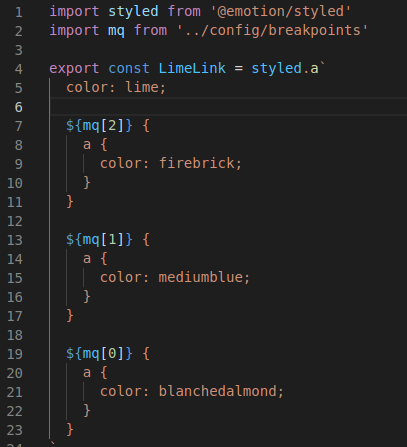 1 import styled from '@emotion/styled'
2 import mq from '../config/breakpoints'
3
4 export const LimeLink = styled.a`
5   color: lime;
6
7   ${mq[2]} {
8     a {
9       color: firebrick;
10     }
11   }
12
13   ${mq[1]} {
14     a {
15       color: mediumblue;
16     }
17   }
18
19   ${mq[0]} {
20     a {
21       color: blanchedalmond;
22     }
23   }
24 `